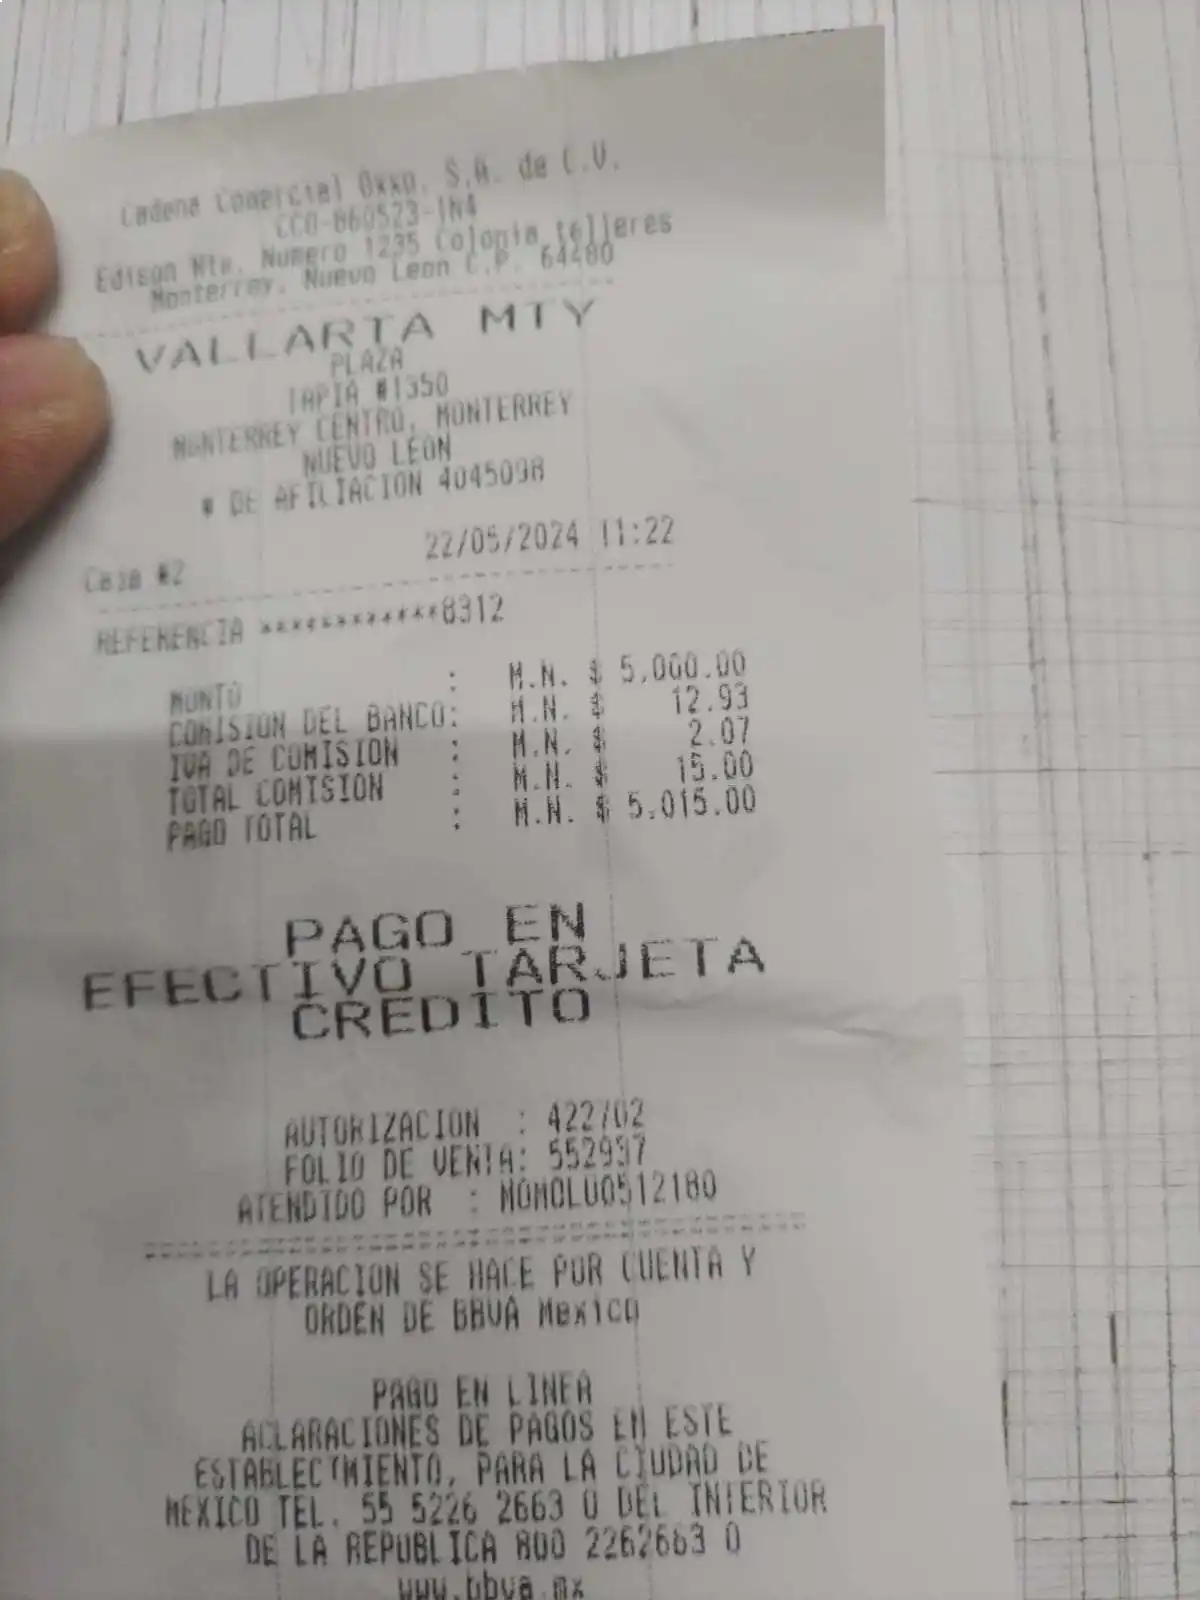 Cadena Comercial Oxxo, S.A. de C.V.
CCO-860523-1N4
Edison Nte. Numero 1235 Colonia telleres
Monterrey, Nuevo Leon C.P. 64480
VALLARTA MTY
PLAZA
TAPIA #1350
MONTERREY CENTRO, MONTERREY
NUEVO LEON
# DE AFILIACION 4045098
22/05/2024 11:22
Caja #2
REFERENCIA ************8312
MONTO : M.N. $ 5,000.00
COMISION DEL BANCO: M.N. $ 12.93
IVA DE COMISION : M.N. $ 2.07
TOTAL COMISION : M.N. $ 15.00
PAGO TOTAL : M.N. $ 5,015.00
PAGO EN
EFECTIVO TARJETA
CREDITO
AUTORIZACION : 422702
FOLIO DE VENTA: 552937
ATENDIDO POR :
LA OPERACION SE HACE POR CUENTA Y
ORDEN DE BBVA Mexico
PAGO EN LINEA
ACLARACIONES DE PAGOS EN ESTE
ESTABLECIMIENTO, PARA LA CIUDAD DE
MEXICO TEL. 55 5226 2663 O DEL INTERIOR
DE LA REPUBLICA 800 2262663 O
www.bbva.mx